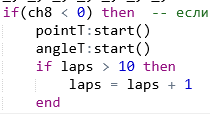 if(ch8 < 0) then -- если
pointT:start()
angleT:start()
if laps > 10 then
laps = laps + 1
end